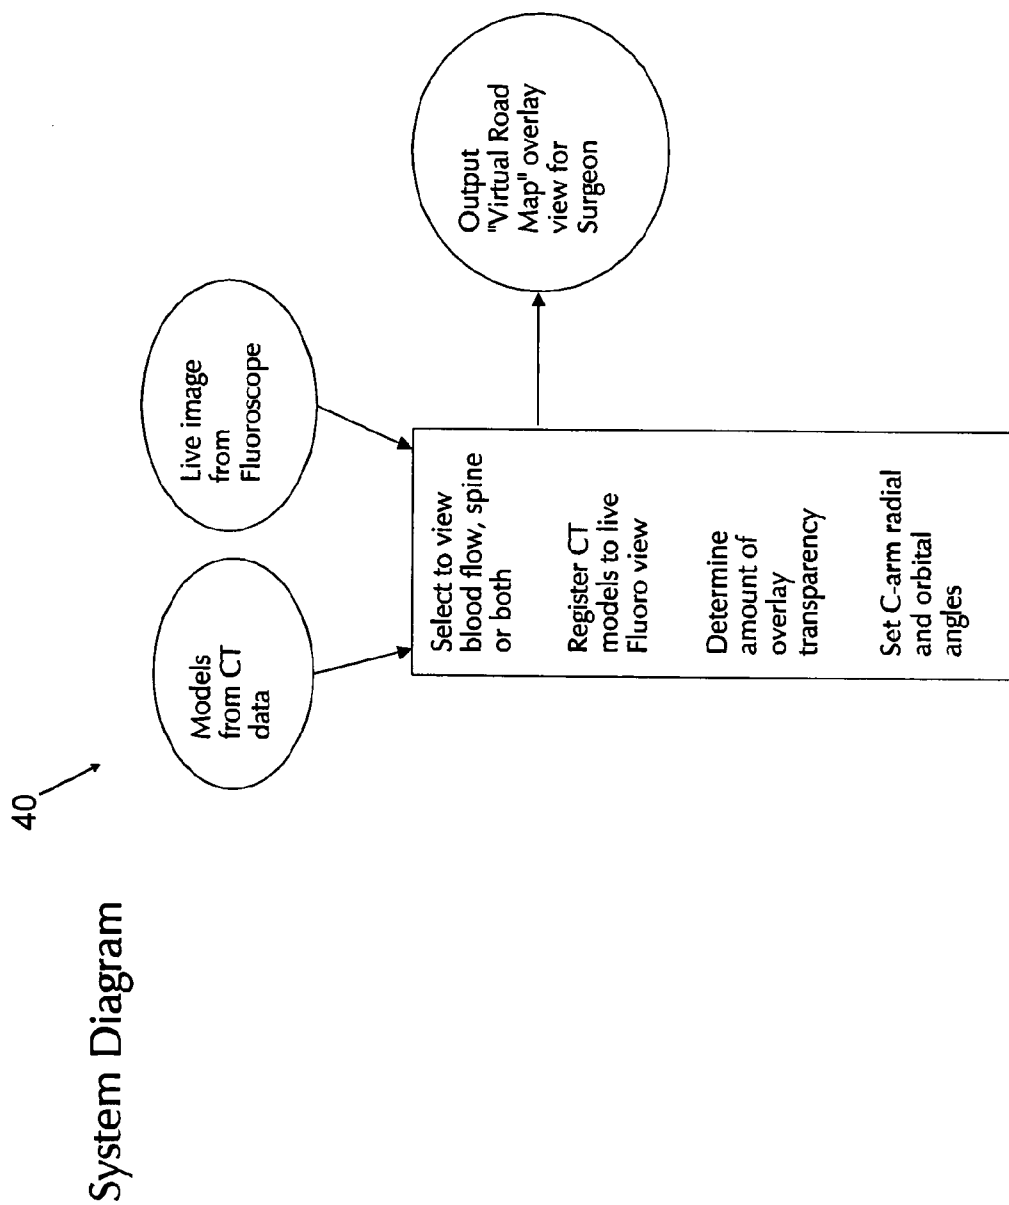 System Diagram
40
Models
from CT
data
Live image
from
Fluoroscope
Select to view
blood flow, spine
or both
Register CT
models to live
Fluoro view
Determine
amount of
overlay
transparency
Set C-arm radial
and orbital
angles
Output
"Virtual Road
Map" overlay
view for
Surgeon